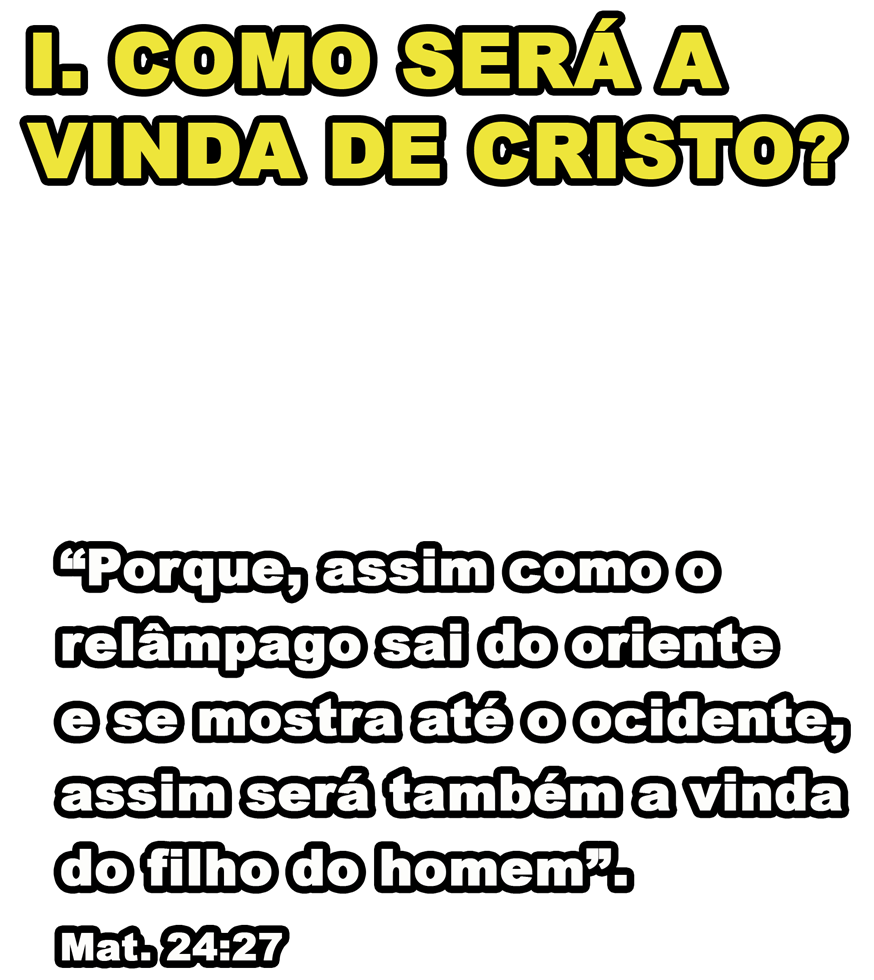 I. COMO SERÁ A
VINDA DE CRISTO?
“Porque, assim como o
relâmpago sai do oriente
e se mostra até o ocidente,
assim será também a vinda
do filho do homem”.
Mat. 24:27